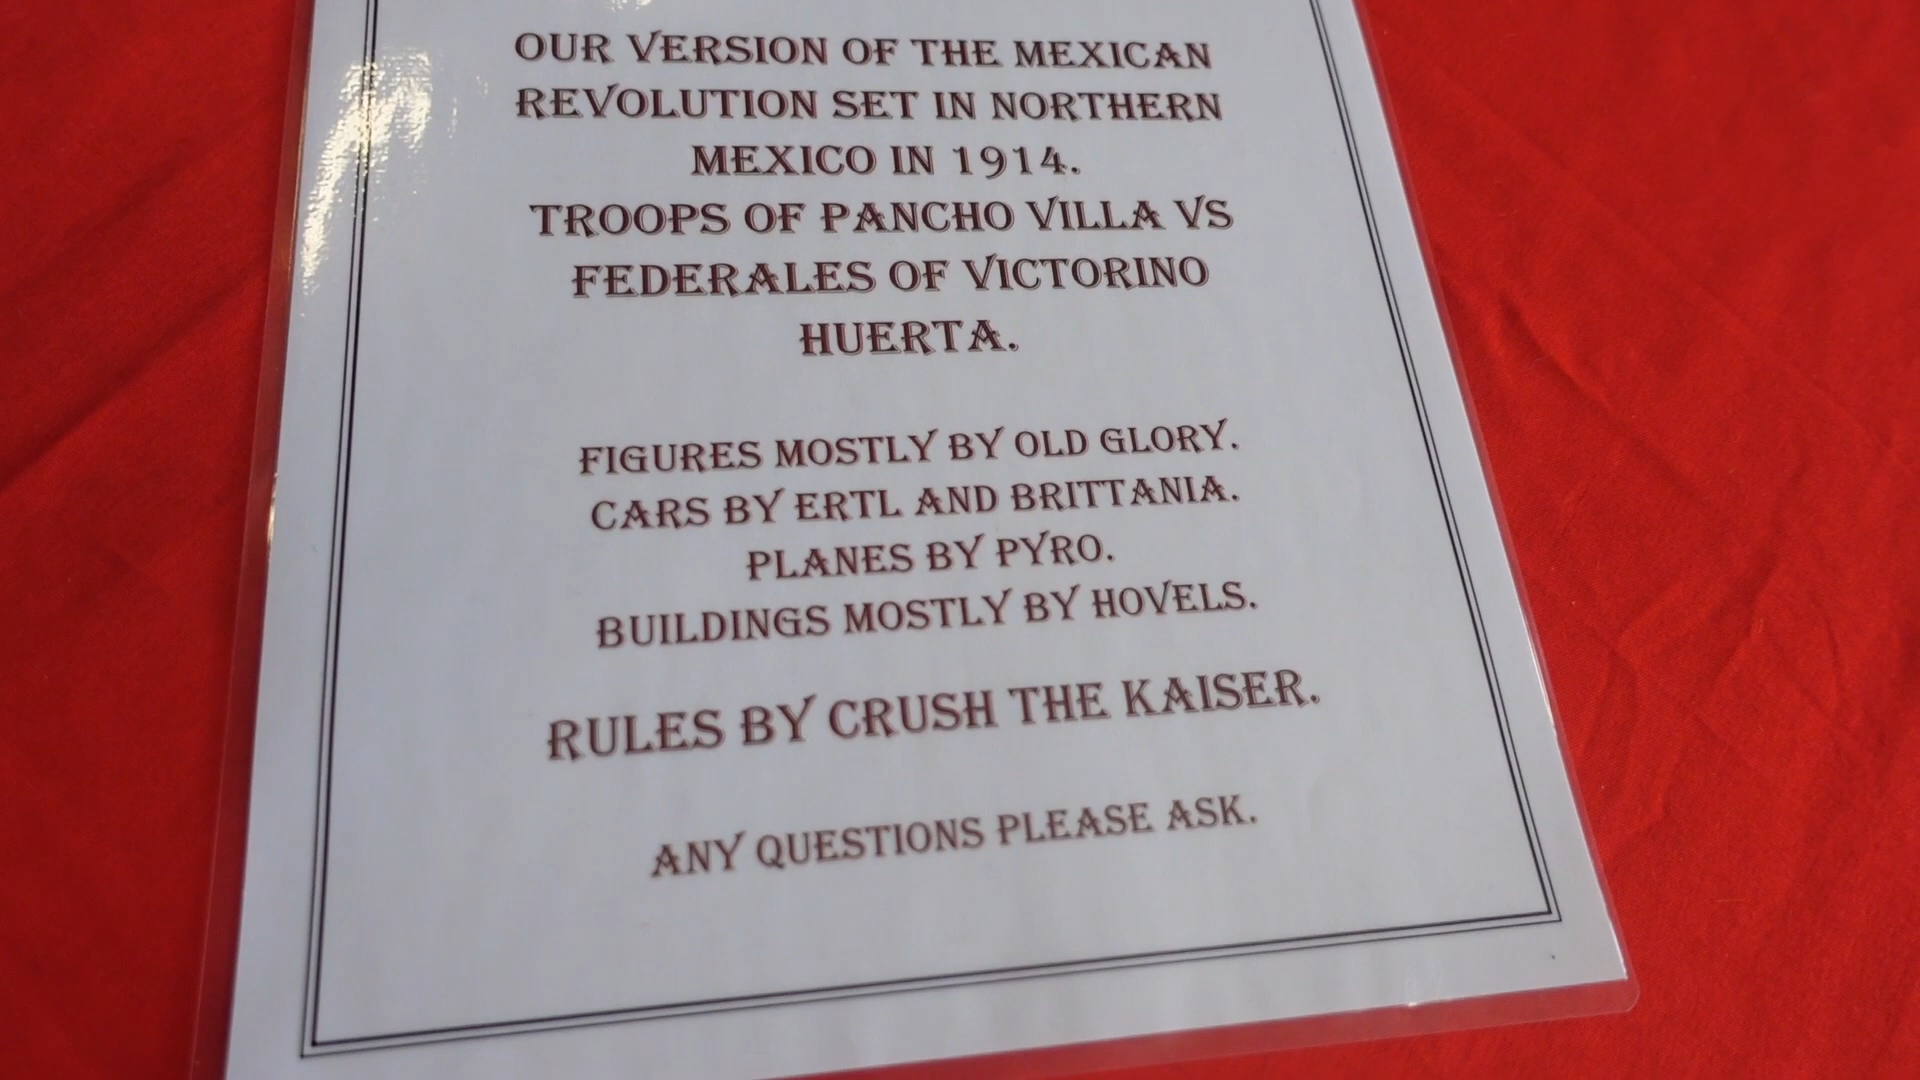 OUR VERSION OF THE MEXICAN
REVOLUTION SET IN NORTHERN
MEXICO IN 1914.
TROOPS OF PANCHO VILLA VS
FEDERALES OF VICTORINO
HUERTA.
FIGURES MOSTLY BY OLD GLORY.
CARS BY ERTL AND BRITTANIA.
PLANES BY PYRO.
BUILDINGS MOSTLY BY HOVELS.
RULES BY CRUSH THE KAISER.
ANY QUESTIONS PLEASE ASK.